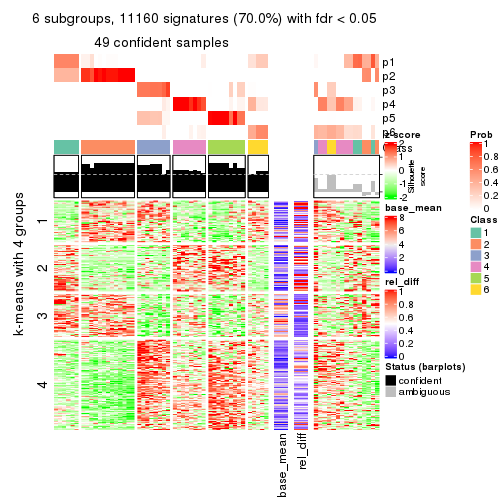 6 subgroups, 11160 signatures (70.0%) with fdr < 0.05
49 confident samples
p1
p2
p3
p4
p5
p6
Class
Silhouette
score
1
2
3
4
k-means with 4 groups
base_mean
rel_diff
z-score
2
1
0
-1
-2
base_mean
8
6
4
2
0
rel_diff
1
0.8
0.6
0.4
0.2
0
Status (barplots)
confident
ambiguous
Prob
1
0.8
0.6
0.4
0.2
0
Class
1
2
3
4
5
6